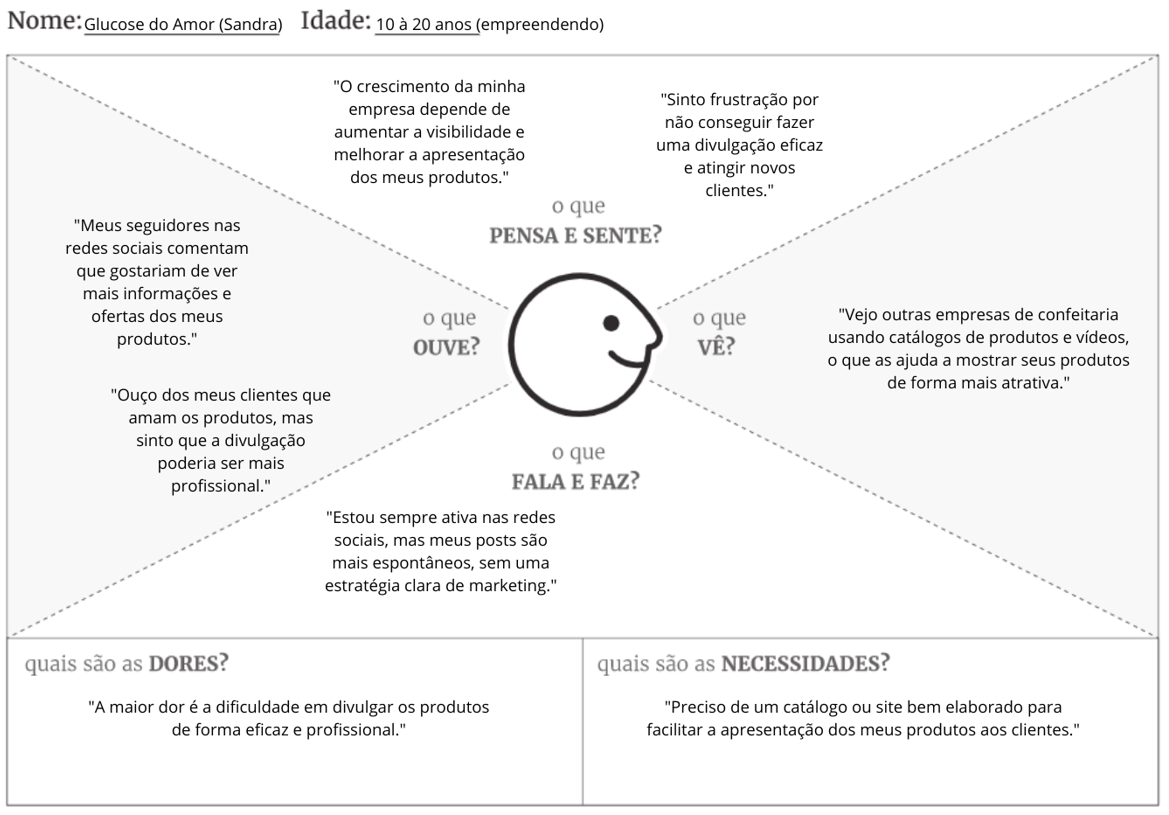 Nome: Glucose do Amor (Sandra) Idade: 10 à 20 anos (empreendendo)
"O crescimento da minha
empresa depende de
aumentar a visibilidade e
melhorar a apresentação
dos meus produtos."
"Sinto frustração por
não conseguir fazer
uma divulgação eficaz
e atingir novos
clientes."
o que
PENSA E SENTE?
"Meus seguidores nas
redes sociais comentam
que gostariam de ver
mais informações e
ofertas dos meus
produtos."
"Ouço dos meus clientes que
amam os produtos, mas
sinto que a divulgação
poderia ser mais
profissional."
o que
OUVE?
o que
VÊ?
"Vejo outras empresas de confeitaria
usando catálogos de produtos e vídeos,
o que as ajuda a mostrar seus produtos
de forma mais atrativa."
o que
FALA E FAZ?
"Estou sempre ativa nas redes
sociais, mas meus posts são
mais espontâneos, sem uma
estratégia clara de marketing."
quais são as DORES?
"A maior dor é a dificuldade em divulgar os produtos
de forma eficaz e profissional."
quais são as NECESSIDADES?
"Preciso de um catálogo ou site bem elaborado para
facilitar a apresentação dos meus produtos aos clientes."